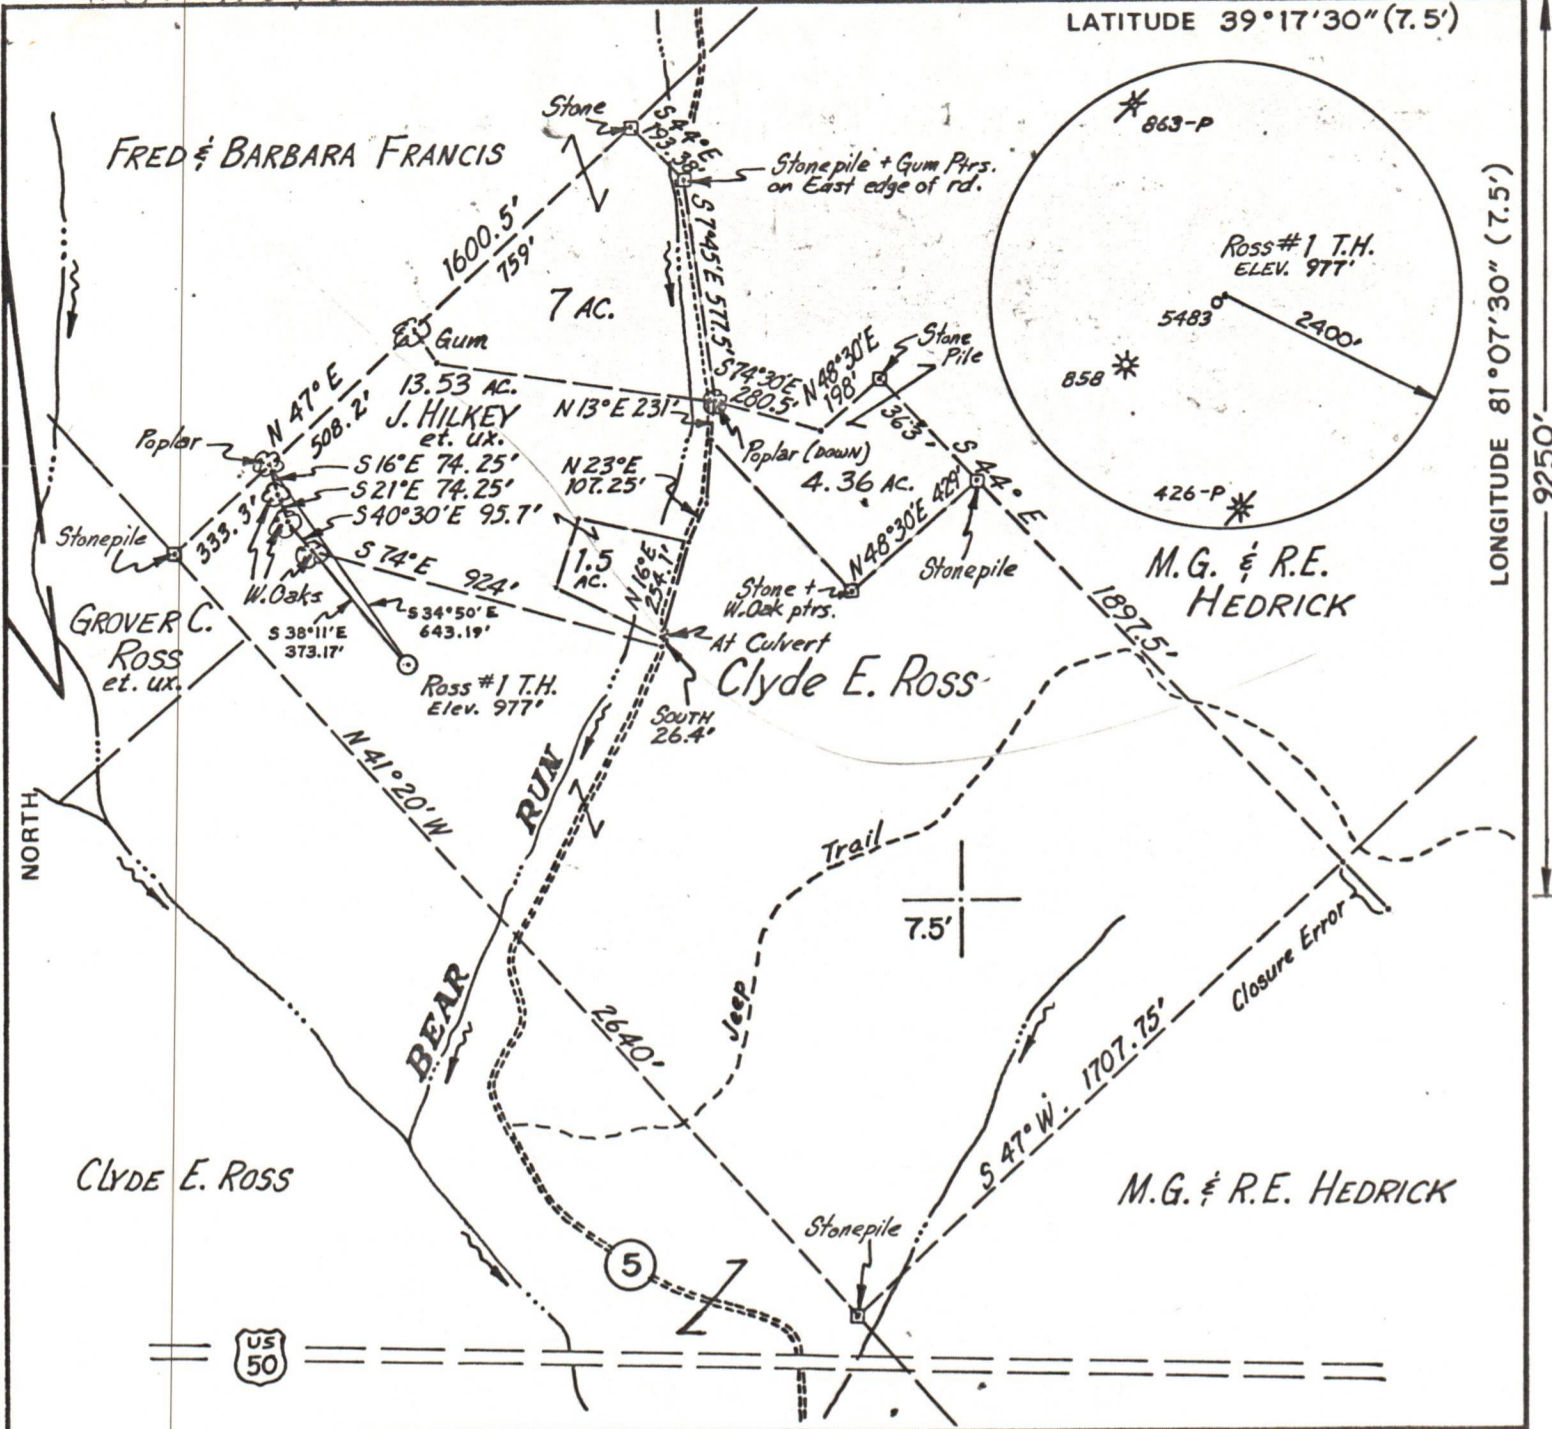 LATITUDE 39°17'30" (7.5')
863-P
Stone
S 44° E
193.38'
FRED & BARBARA FRANCIS
Stonepile + Gum Ptrs.
on East edge of rd.
LONGITUDE 81°07'30" (7.5')
9250'
1600.5'
759'
S 7°45'E 577.5'
7 AC.
Ross #1 T.H.
ELEV. 977'
5483
2400'
858
426-P
Gum
Stone
Pile
N 48°30'E
198'
S 74°30'E
280.5'
13.53 AC.
J. HILKEY
et. ux.
N 13° E 231'
363'
N 47° E
508.2'
Poplar
Poplar (DOWN)
4.36 AC.
S 44° E
S 16°E 74.25'
S 21°E 74.25'
S 40°30'E 95.7'
N 23°E
107.25'
N 48°30'E 429'
Stonepile
333.3'
S 74°E 924'
1.5
AC.
N 16°E
254.1'
Stonepile
Stone +
W. Oak ptrs.
M.G. & R.E.
HEDRICK
W. Oaks
S 38°11'E
373.17'
S 34°50' E
643.19'
1897.5'
GROVER C.
ROSS
et. ux.
At Culvert
Ross #1 T.H.
Elev. 977'
Clyde E. Ross
SOUTH
26.4'
N 41°20' W
NORTH
BEAR RUN
Jeep Trail
7.5'
Closure Error
2640'
S 47° W. 1707.75'
CLYDE E. ROSS
M.G. & R.E. HEDRICK
Stonepile
5
US
50